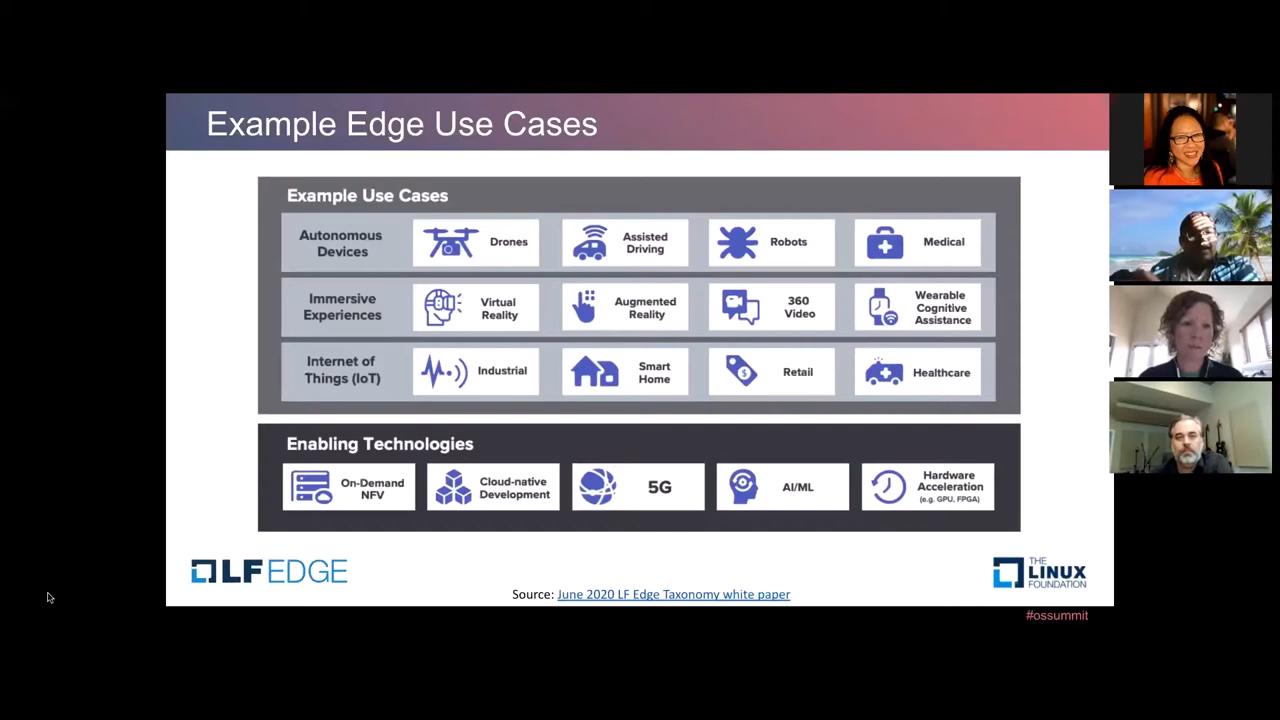 Example Edge Use Cases
Example Use Cases
Autonomous
Devices
Drones
Assisted
Driving
Robots
Medical
Immersive
Experiences
Virtual
Reality
Augmented
Reality
360
Video
Wearable
Cognitive
Assistance
Internet of
Things (IoT)
Industrial
Smart
Home
Retail
Healthcare
Enabling Technologies
On-Demand
NFV
Cloud-native
Development
5G
AI/ML
Hardware
Acceleration
(e.g. GPU, FPGA)
LF EDGE
THE
LINUX
FOUNDATION
Source: June 2020 LF Edge Taxonomy white paper
#ossummit